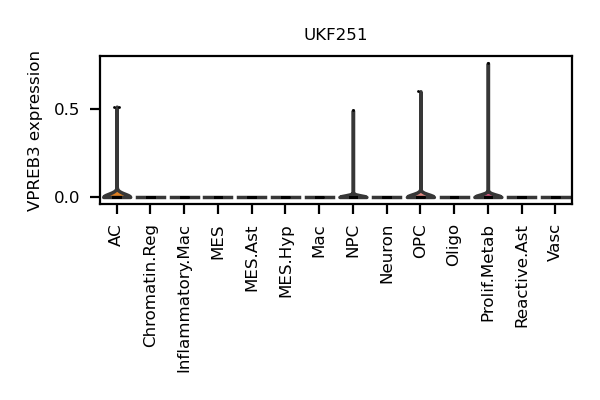 UKF251
VPREB3 expression
0.5
0.0
AC
Chromatin.Reg
Inflammatory.Mac
MES
MES.Ast
MES.Hyp
Mac
NPC
Neuron
OPC
Oligo
Prolif.Metab
Reactive.Ast
Vasc